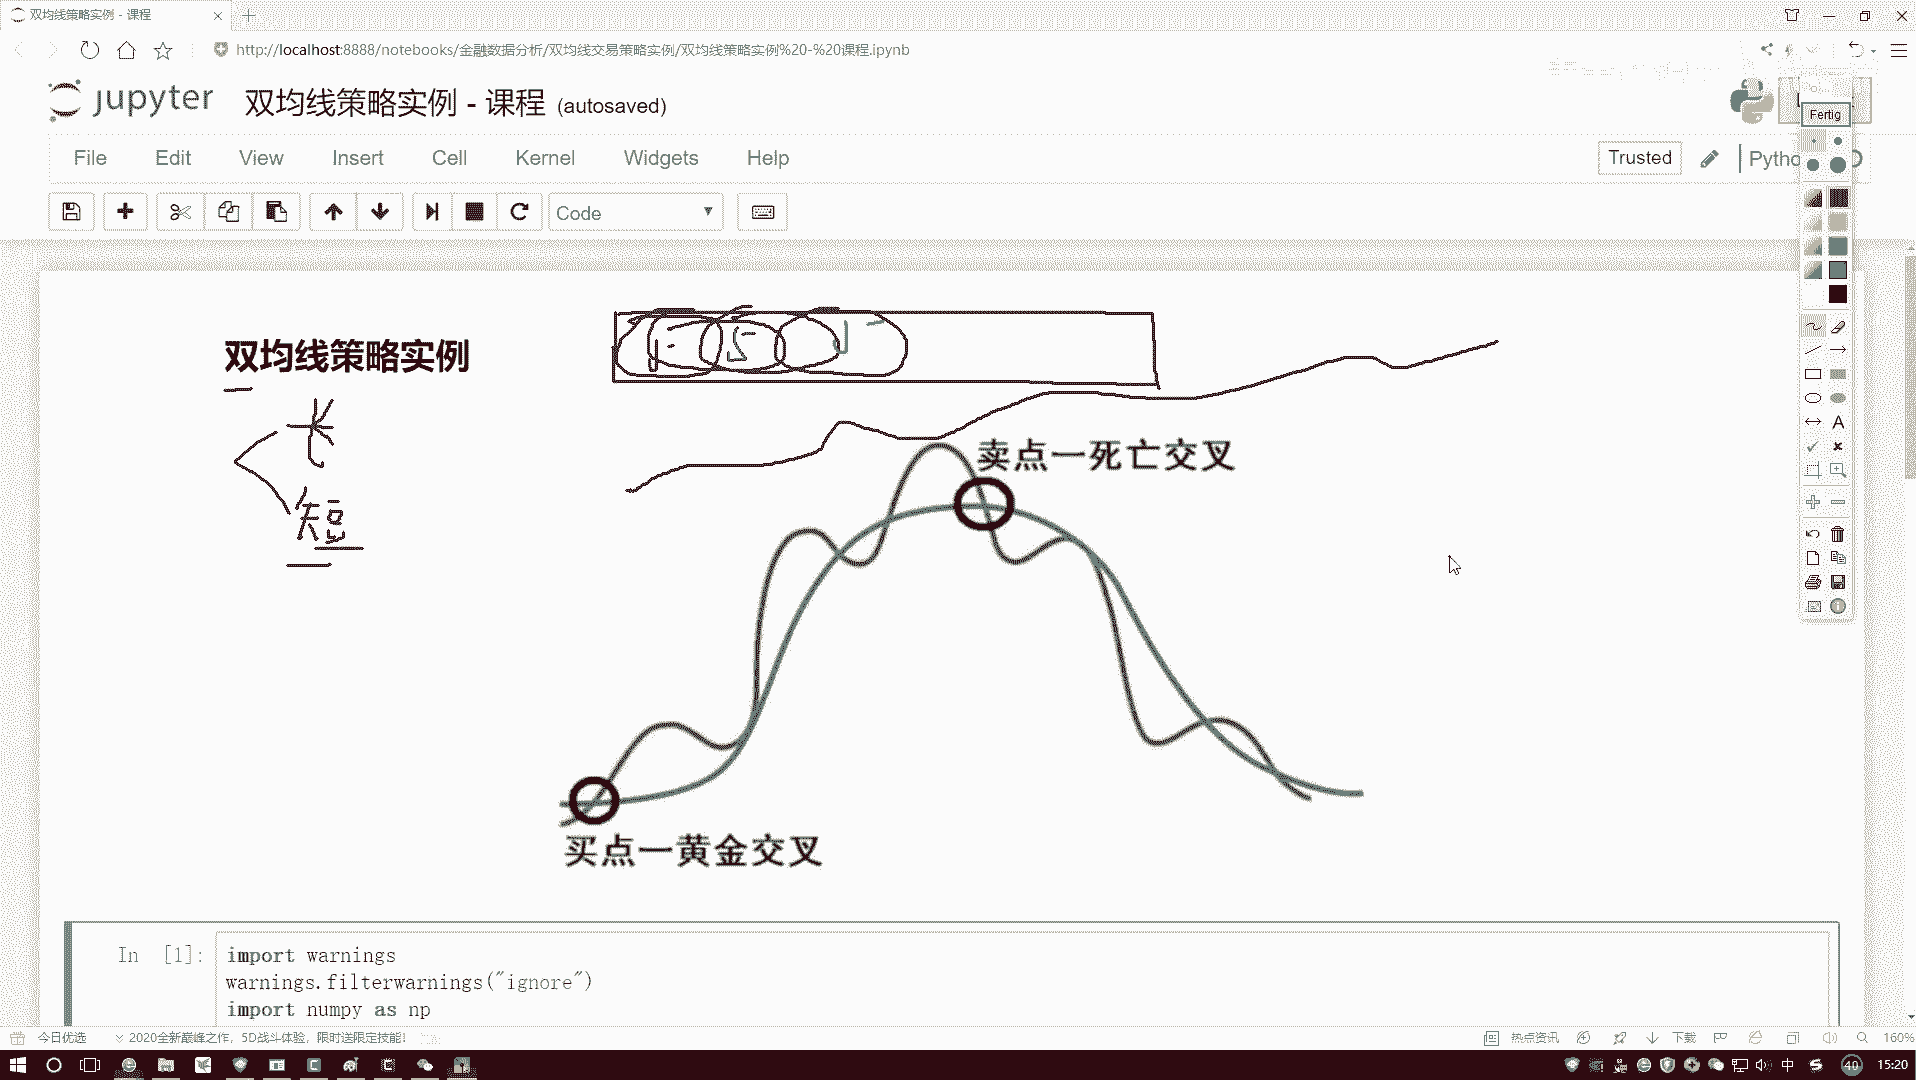 双均线策略实例 - 课程
http://localhost:8888/notebooks/金融数据分析/双均线交易策略实例/双均线策略实例%20-%20课程.ipynb
jupyter 双均线策略实例 - 课程 (autosaved)
Fertig
File Edit View Insert Cell Kernel Widgets Help
Trusted
Code
双均线策略实例
长
短
卖点一死亡交叉
买点一黄金交叉
In [1]:
import warnings
warnings.filterwarnings("ignore")
import numpy as np
今日优选
2020全新巅峰之作，5D战斗体验，限时送限定技能！
热点资讯
下载
160%
中
40
15:20